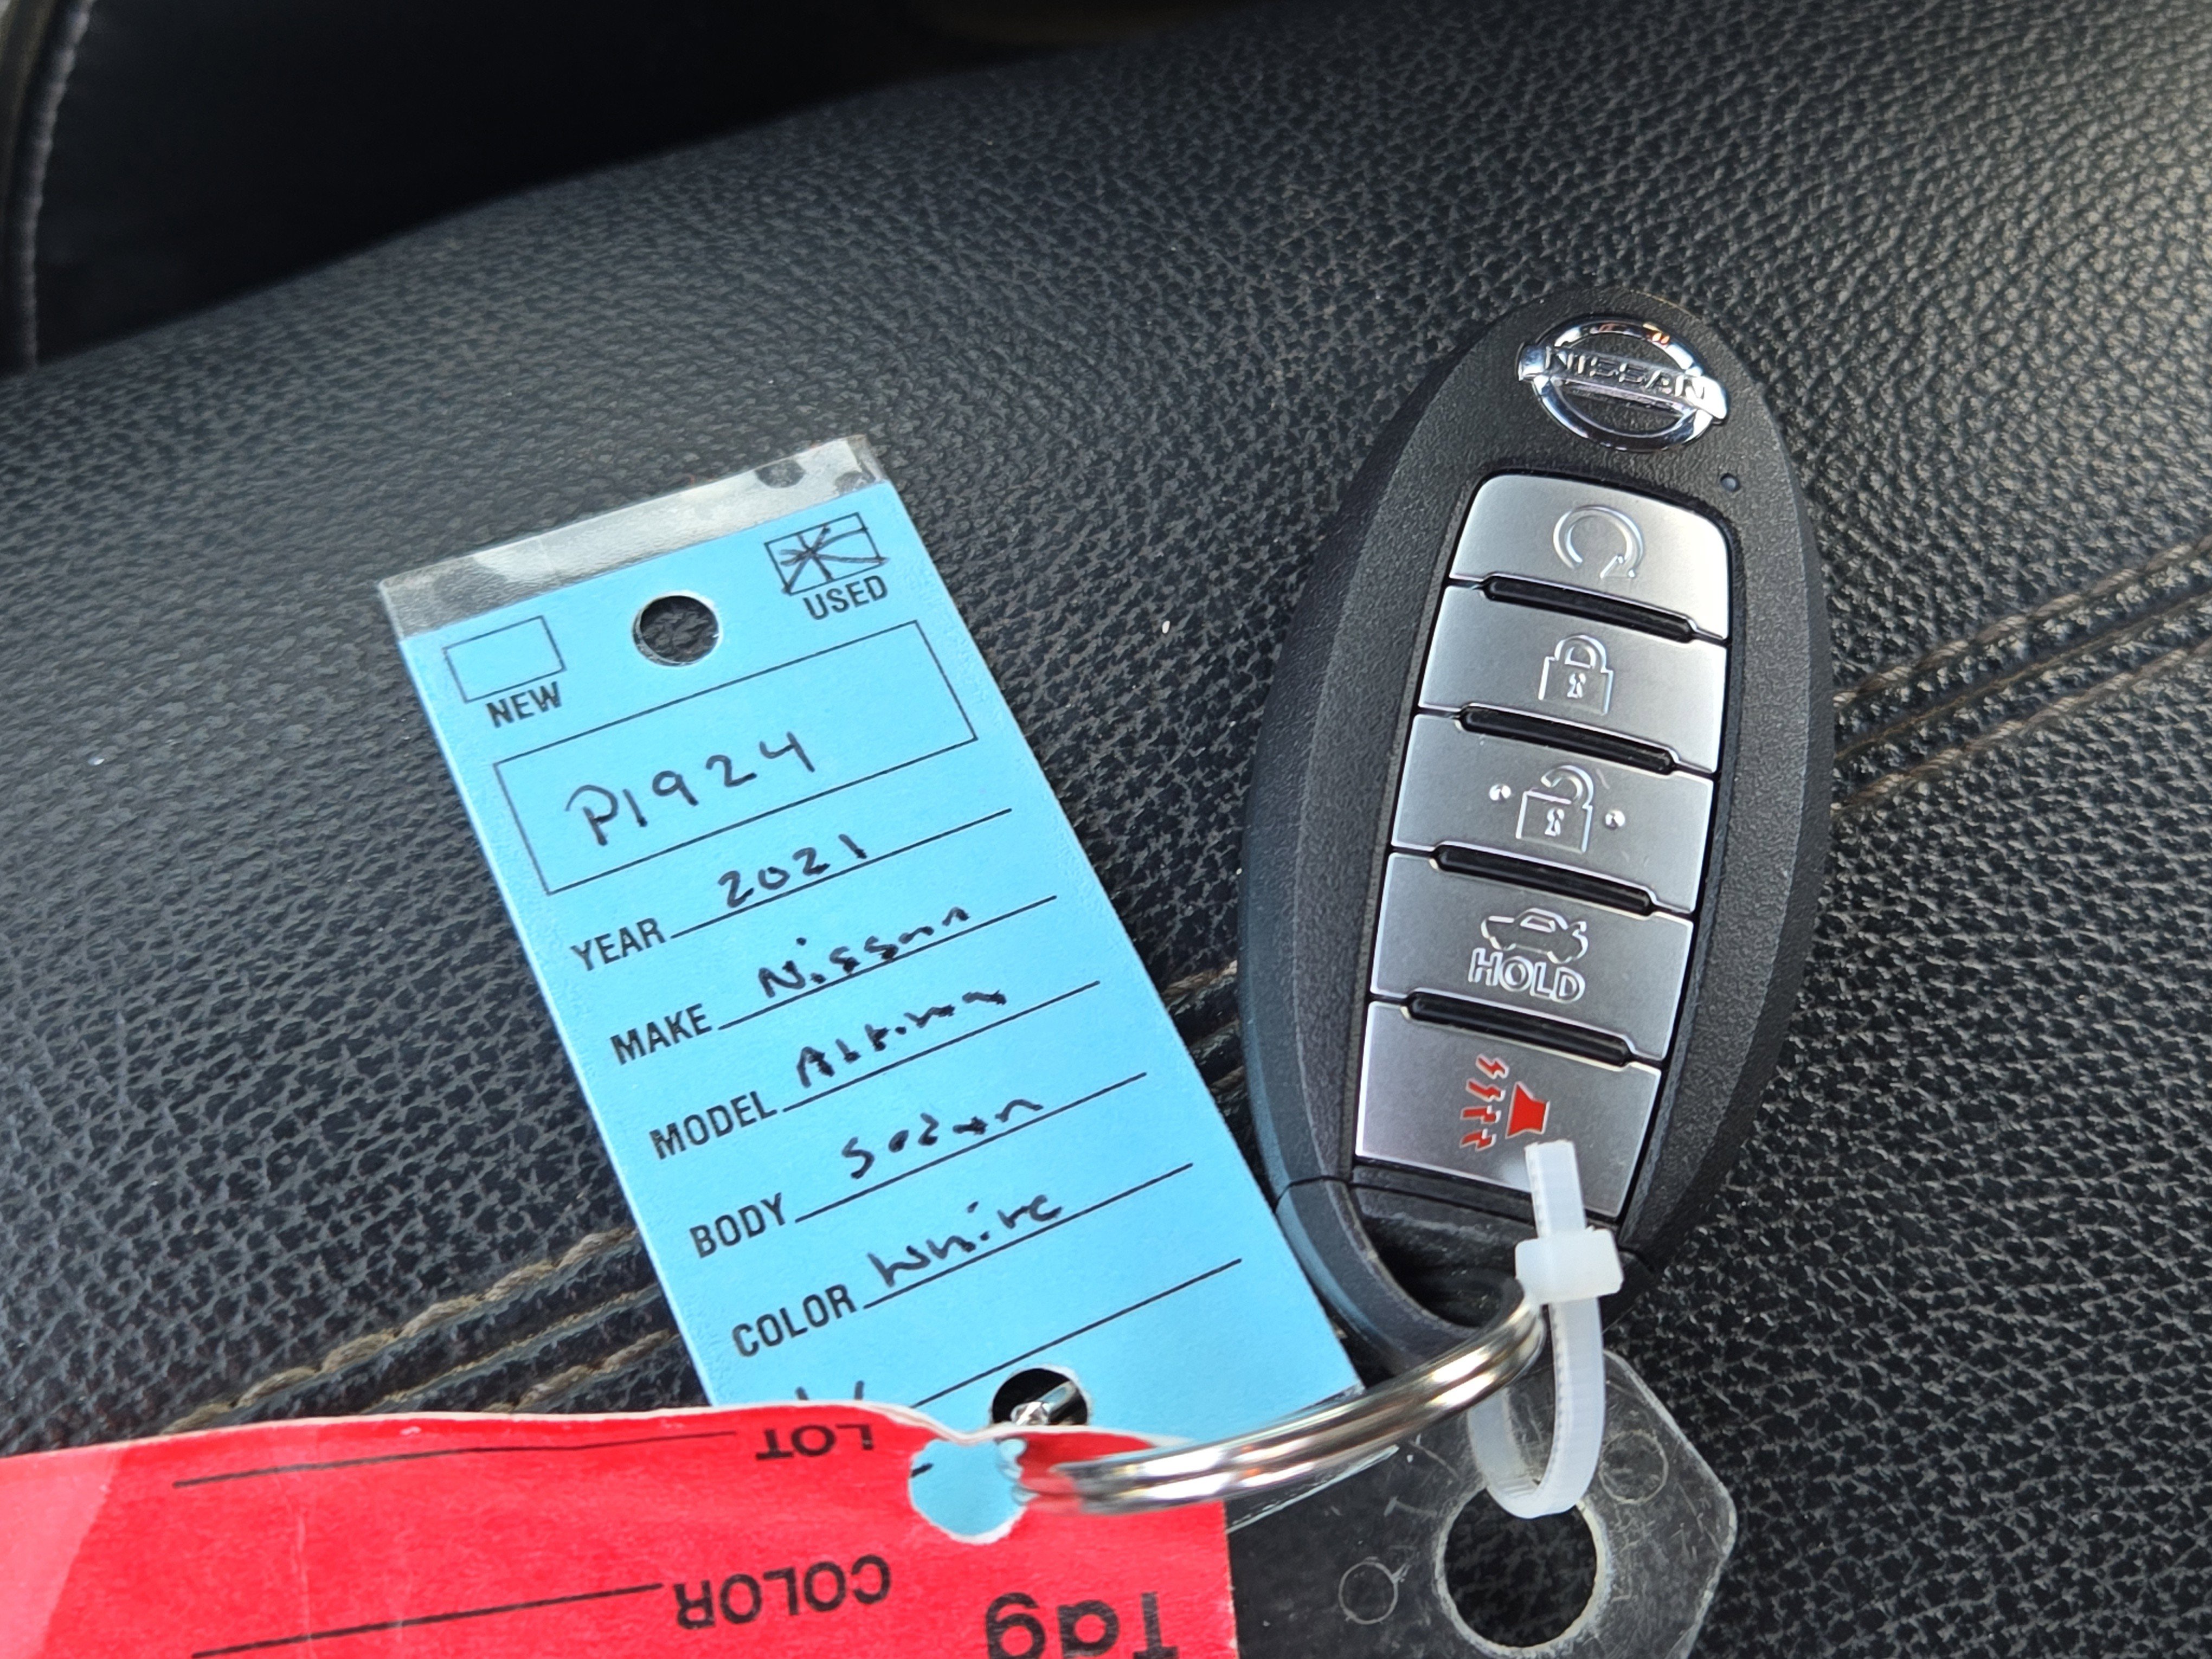 NEW USED
P1924
YEAR 2021
MAKE Nissan
MODEL Altima
BODY Sedan
COLOR White
LOT
COLOR
Tag
NISSAN
HOLD